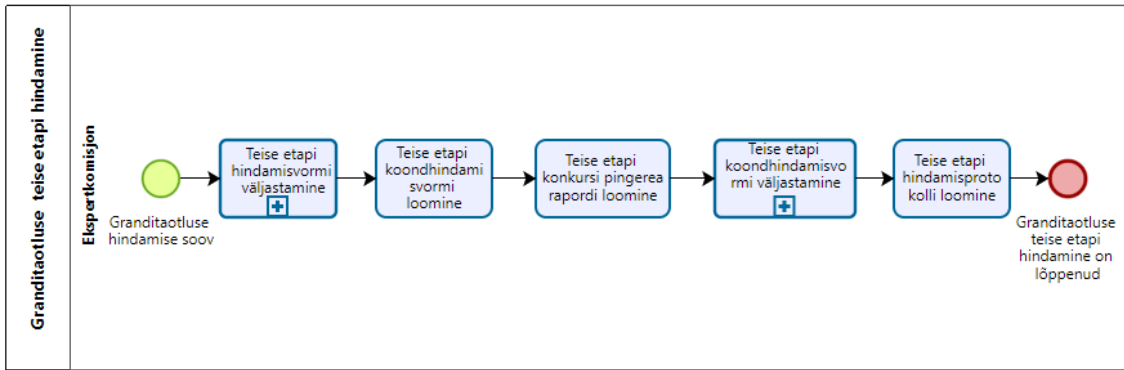 Granditaotluse teise etapi hindamine
Ekspertkomisjon
Granditaotluse
hindamise soov
Teise etapi
hindamisvormi
väljastamine
Teise etapi
koondhindami
svormi
loomine
Teise etapi
konkursi pingerea
rapordi loomine
Teise etapi
koondhindamisvo
rmi väljastamine
Teise etapi
hindamisproto
kolli loomine
Granditaotluse
teise etapi
hindamine on
lõppenud